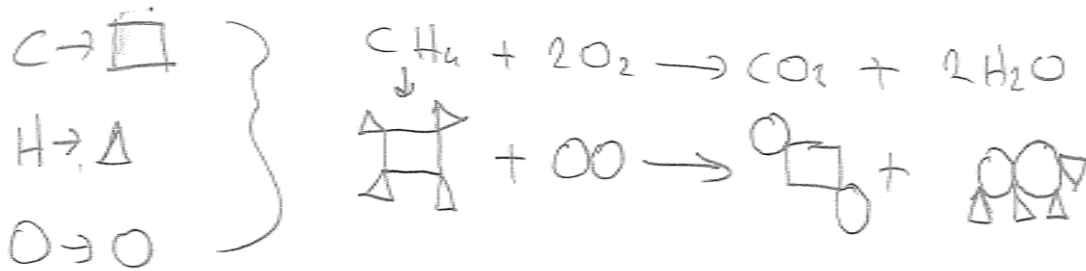 C → □
CH₄ + 2O₂ → CO₂ + 2H₂O
H → △
O → O